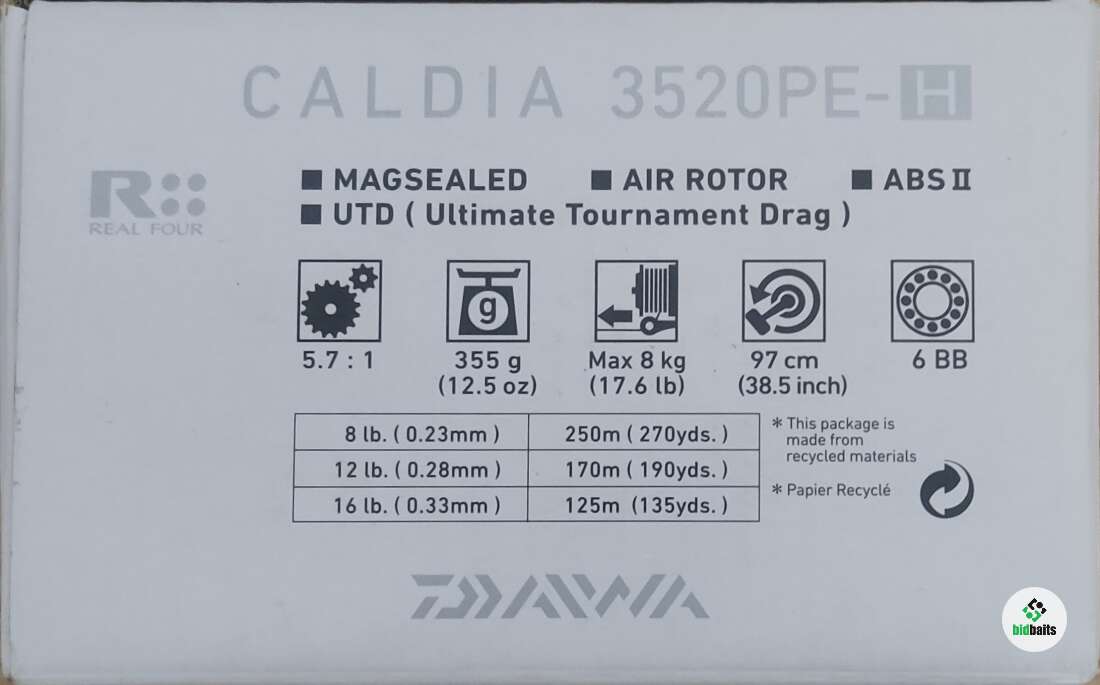 CALDIA 3520PE-H
R
REAL FOUR
■ MAGSEALED ■ AIR ROTOR ■ ABS Ⅱ
■ UTD ( Ultimate Tournament Drag )
g
5.7 : 1
355 g
(12.5 oz)
Max 8 kg
(17.6 lb)
97 cm
(38.5 inch)
6 BB
8 lb. ( 0.23mm ) 250m ( 270yds. )
12 lb. ( 0.28mm ) 170m ( 190yds. )
16 lb. ( 0.33mm ) 125m (135yds. )
* This package is
made from
recycled materials
* Papier Recyclé
DAIWA
bidbaits